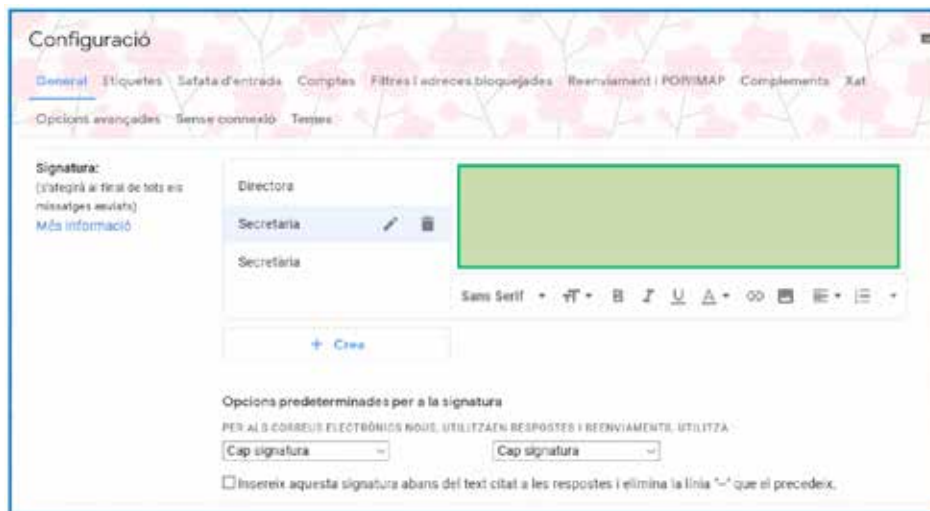 Configuració
General Etiquetes Safata d'entrada Comptes Filtres i adreces bloquejades Reenviament i POP/IMAP Complements Xat
Opcions avançades Sense connexió Temes
Signatura:
(s'afegirà al final de tots els
missatges enviats)
Més informació
Directora
Secretaria
Secretària
Sans Serif
B I U A
+ Crea
Opcions predeterminades per a la signatura
PER ALS CORREUS ELECTRÒNICS NOUS, UTILITZA EN RESPOSTES I REENVIAMENTS, UTILITZA
Cap signatura Cap signatura
Insereix aquesta signatura abans del text citat a les respostes i elimina la línia "--" que el precedeix.